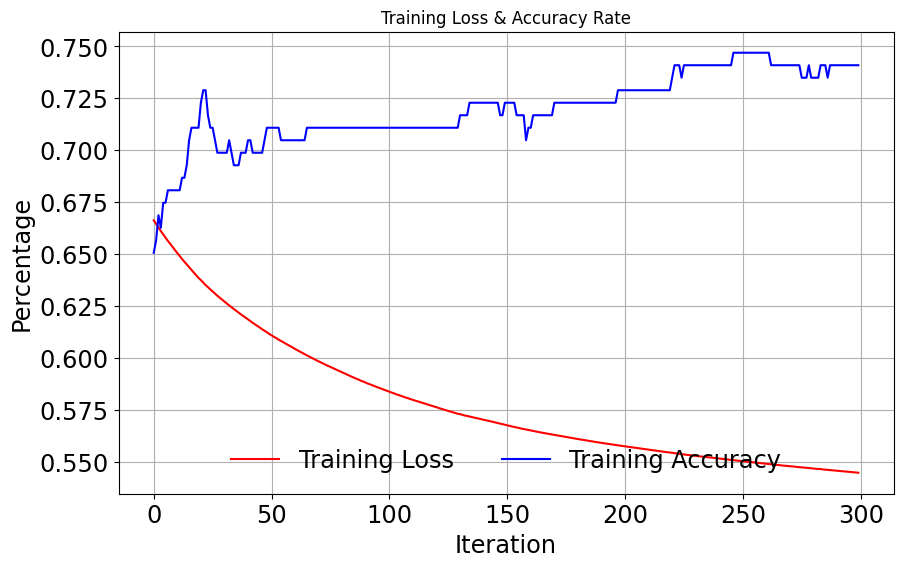 Training Loss & Accuracy Rate
Percentage
0.750
0.725
0.700
0.675
0.650
0.625
0.600
0.575
0.550
Training Loss Training Accuracy
0 50 100 150 200 250 300
Iteration